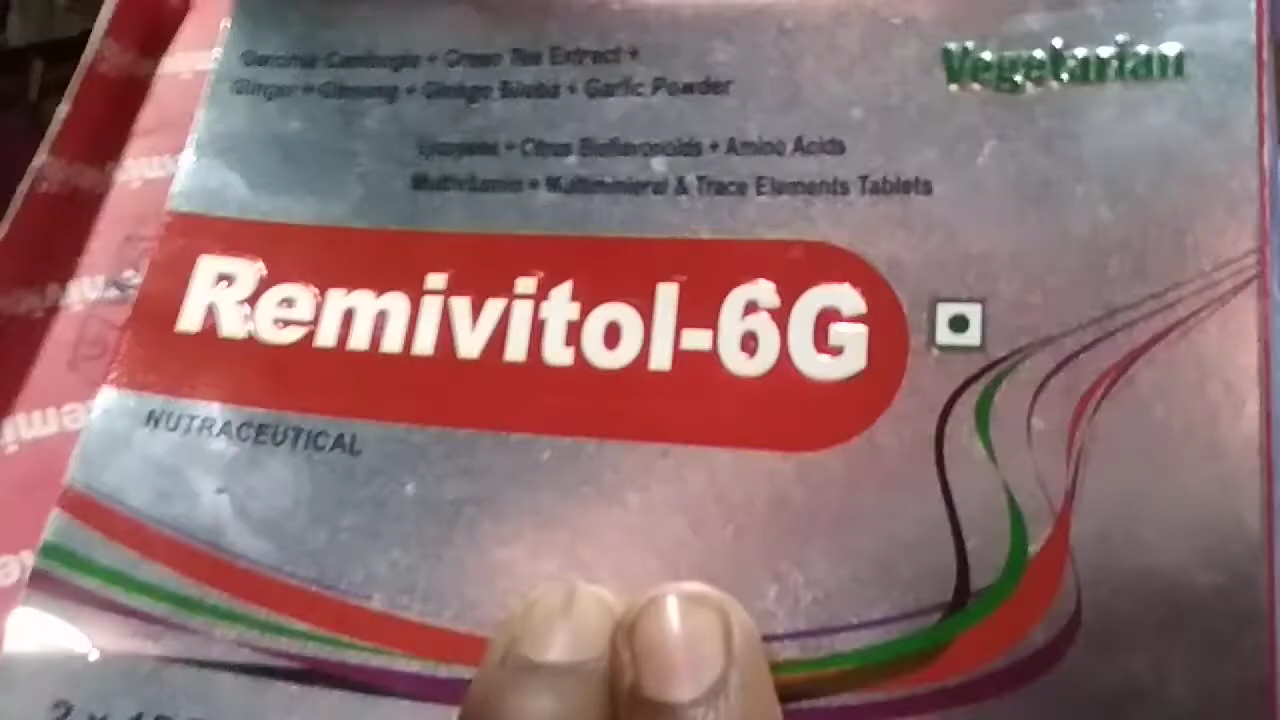 Garcinia Cambogia + Green Tea Extract +
Ginger + Ginseng + Ginkgo Biloba + Garlic Powder
Lycopene + Citrus Bioflavonoids + Amino Acids
Multivitamin + Multimineral & Trace Elements Tablets
Vegetarian
Remivitol-6G
NUTRACEUTICAL